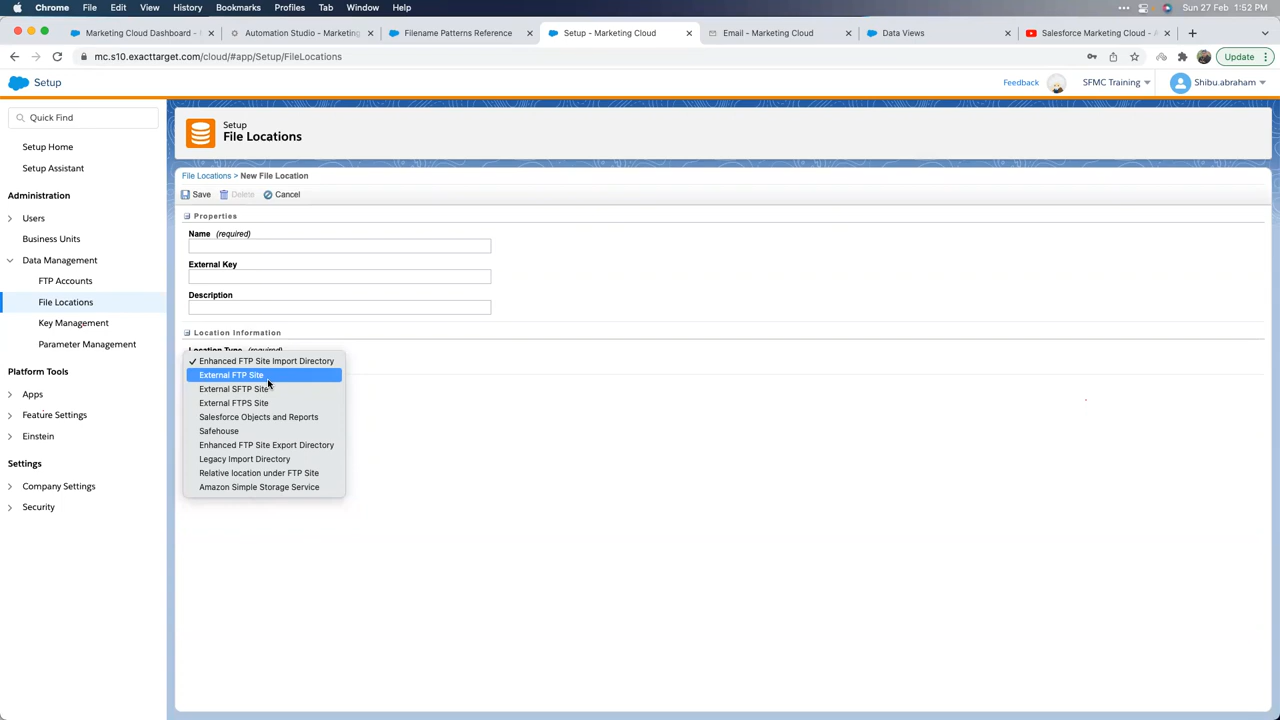 Chrome File Edit View History Bookmarks Profiles Tab Window Help Sun 27 Feb 1:52 PM
Marketing Cloud Dashboard - Automation Studio - Marketing Filename Patterns Reference Setup - Marketing Cloud Email - Marketing Cloud Data Views Salesforce Marketing Cloud - A
mc.s10.exacttarget.com/cloud/#app/Setup/FileLocations Update
Setup Feedback SFMC Training Shibu.abraham
Quick Find
Setup Home
Setup Assistant
Administration
Users
Business Units
Data Management
FTP Accounts
File Locations
Key Management
Parameter Management
Platform Tools
Apps
Feature Settings
Einstein
Settings
Company Settings
Security
Setup
File Locations
File Locations > New File Location
Save Delete Cancel
Properties
Name (required)
External Key
Description
Location Information
Location Type (required)
Enhanced FTP Site Import Directory
External FTP Site
External SFTP Site
External FTPS Site
Salesforce Objects and Reports
Safehouse
Enhanced FTP Site Export Directory
Legacy Import Directory
Relative location under FTP Site
Amazon Simple Storage Service